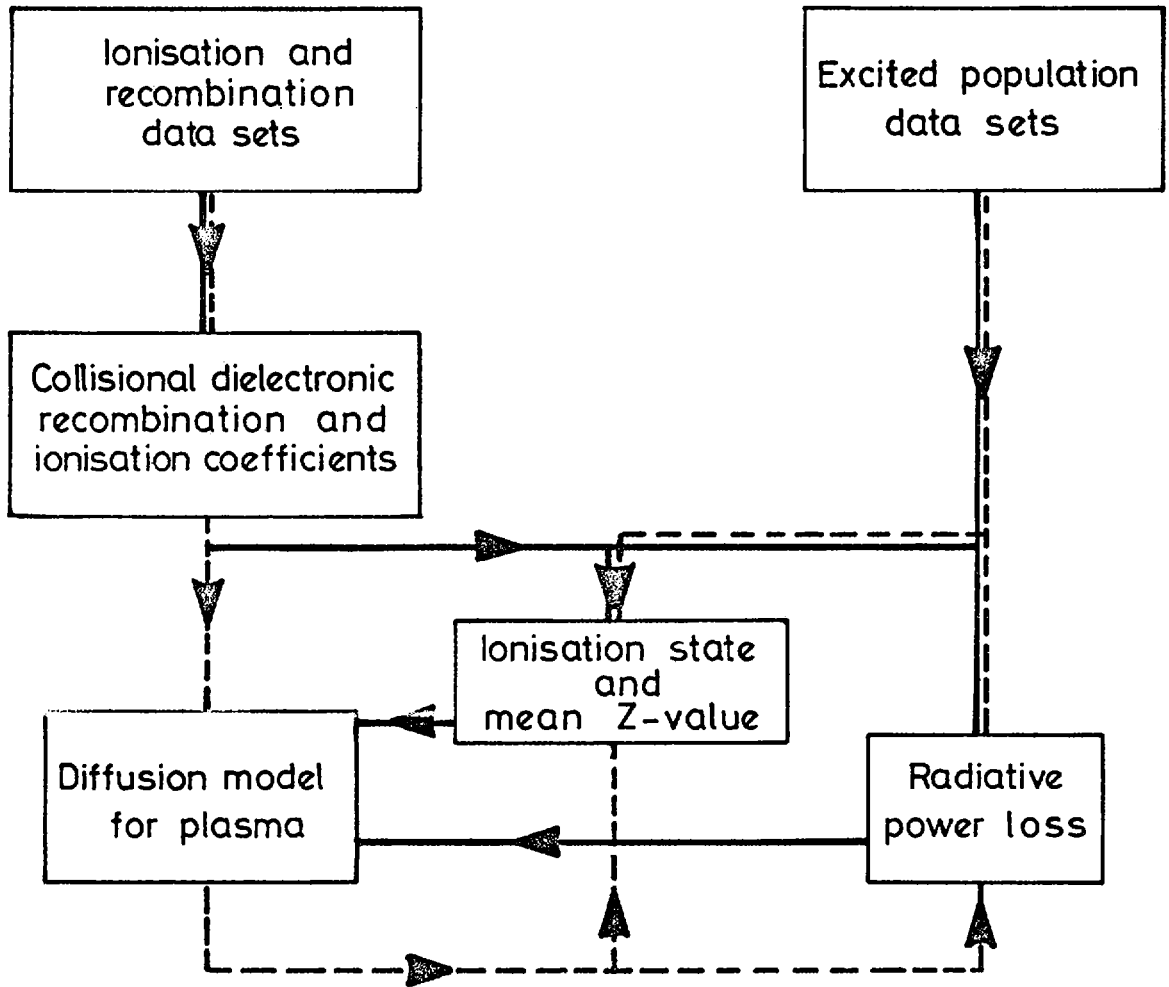 Ionisation and
recombination
data sets
Excited population
data sets
Collisional dielectronic
recombination and
ionisation coefficients
Ionisation state
and
mean Z-value
Diffusion model
for plasma
Radiative
power loss